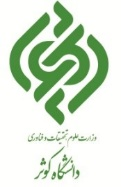 وزارت علوم، تحقیقات و فناوری
دانشگاه کوثر